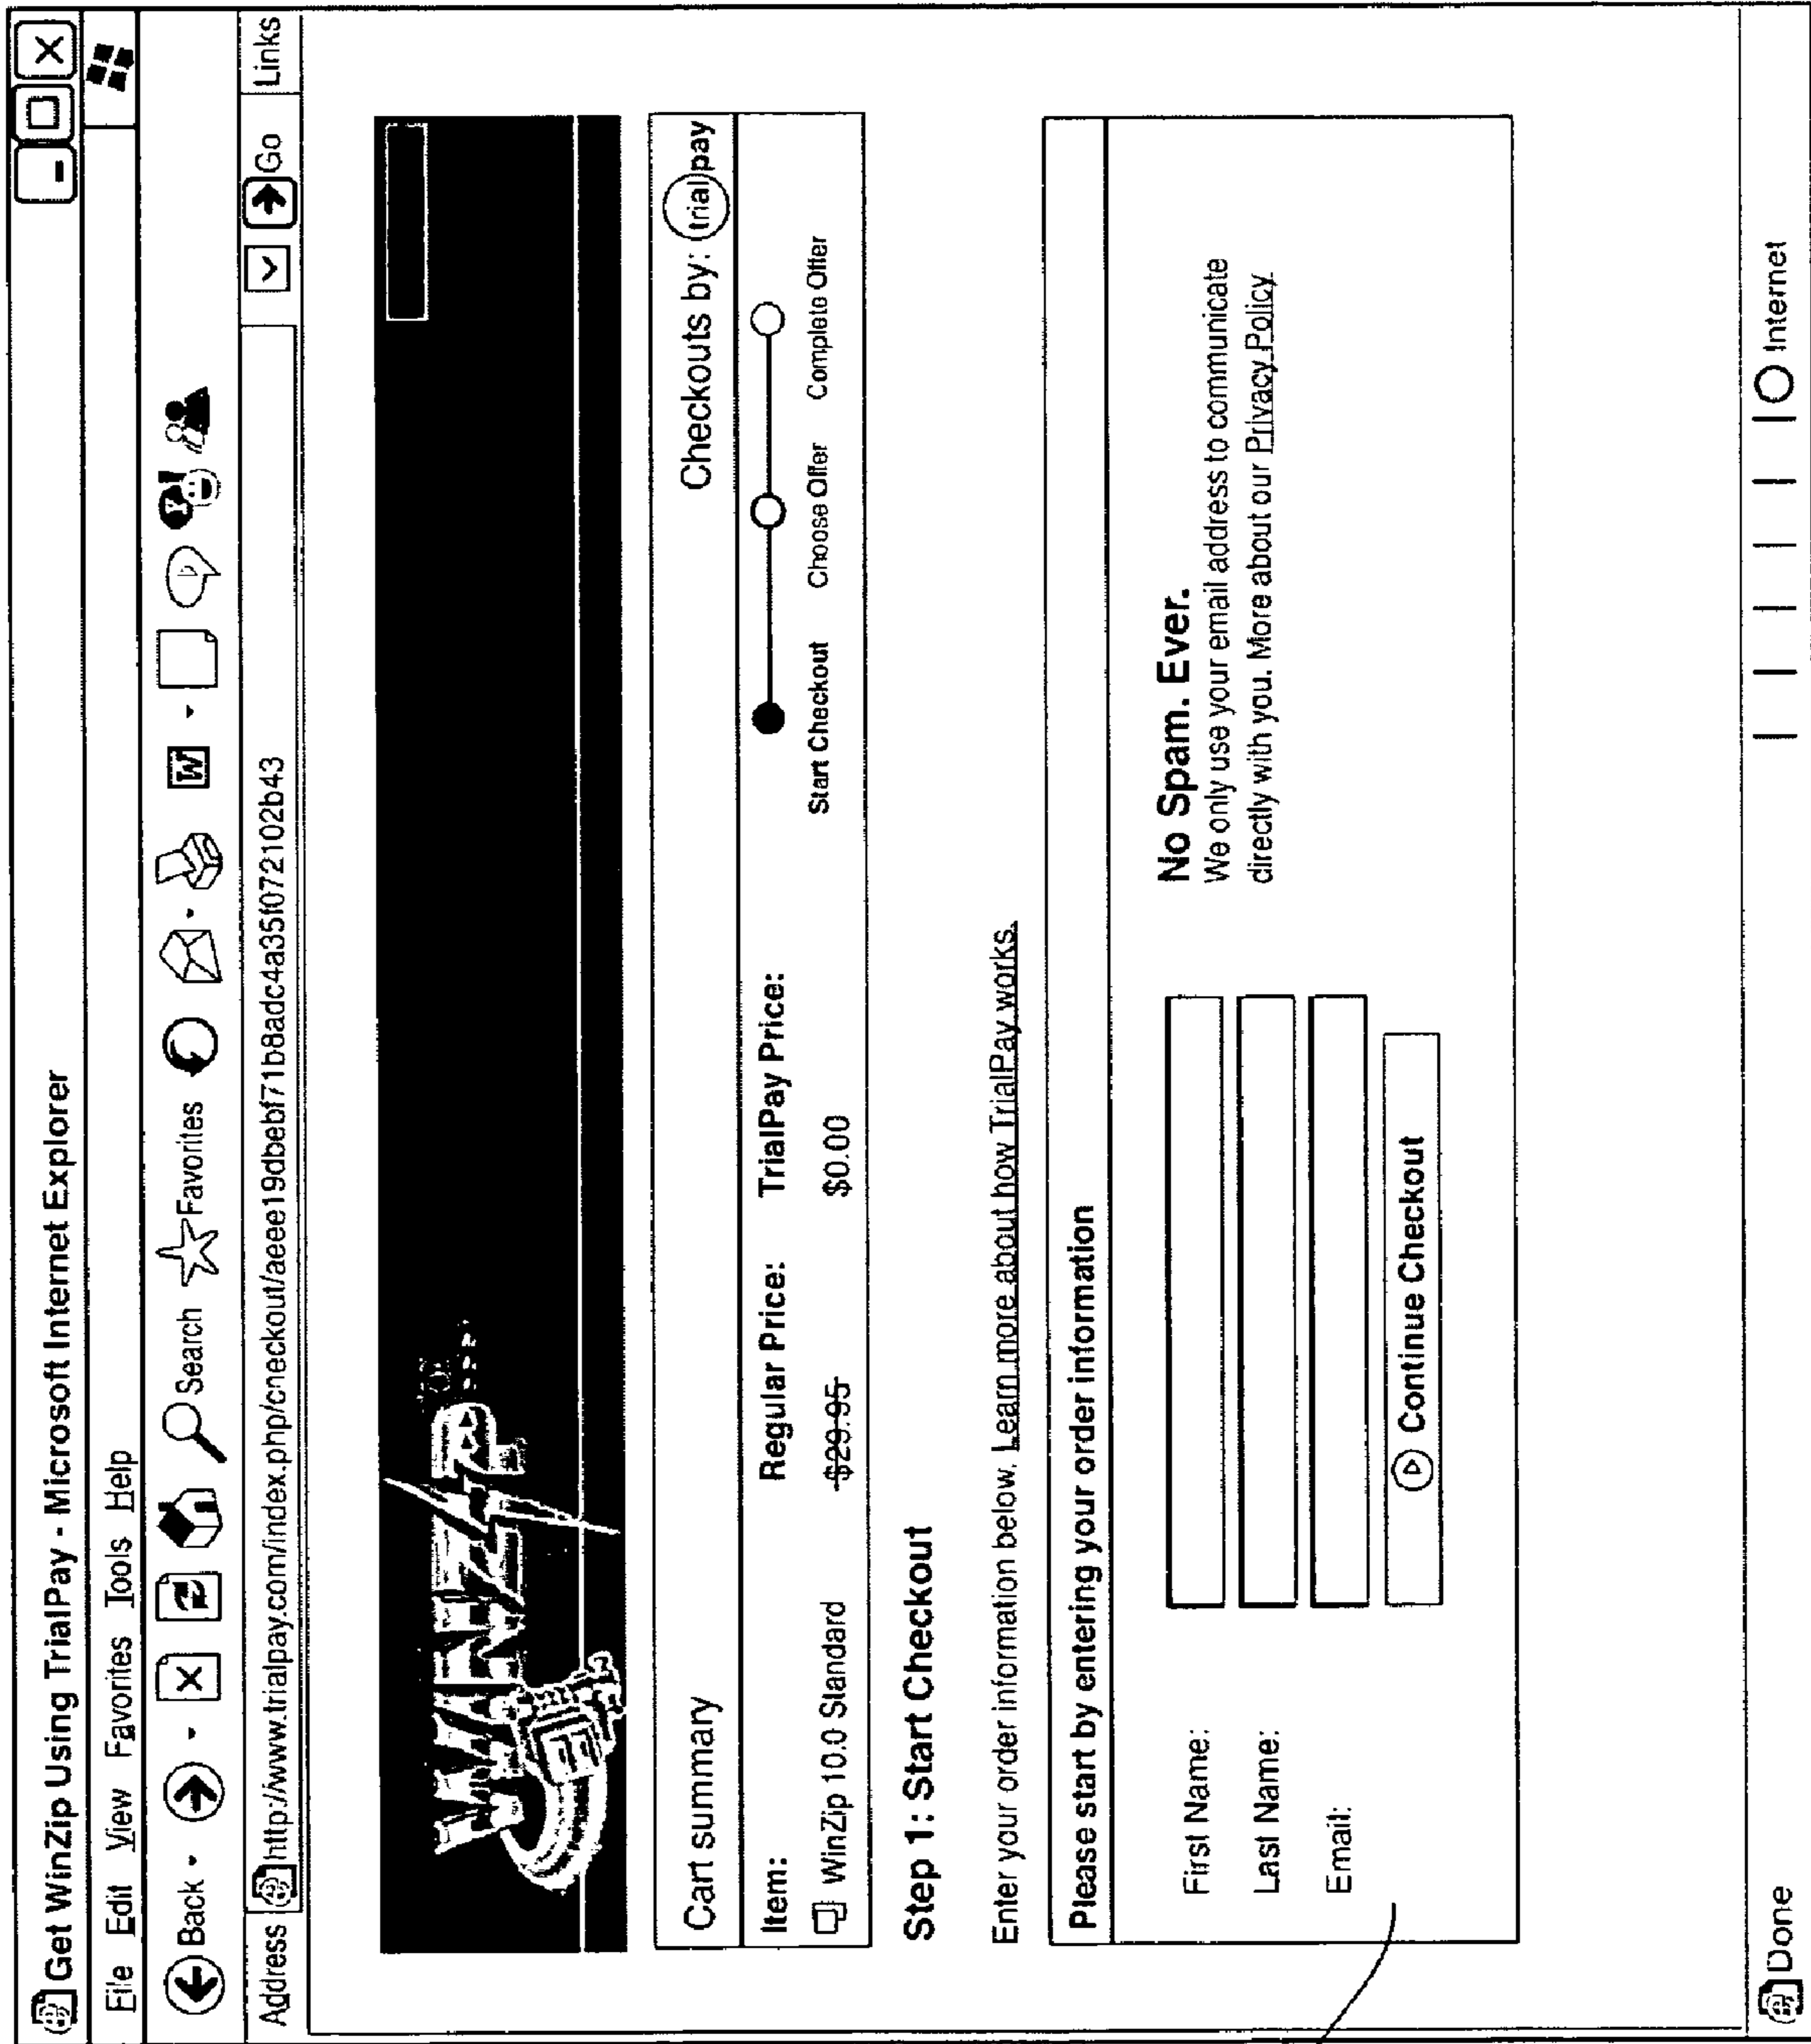 Get WinZip Using TrialPay - Microsoft Internet Explorer
File Edit View Favorites Tools Help
Back Search Favorites W
Address http://www.trialpay.com/index.php/cneckout/aeee19dbebf71b8adc4a35f072102b43 Go Links
WINZIP
Cart summary Checkouts by: trialpay
Item: Regular Price: TrialPay Price:
WinZip 10.0 Standard $29.95 $0.00 Start Checkout Choose Offer Complete Offer
Step 1: Start Checkout
Enter your order information below. Learn more about how TrialPay works.
Please start by entering your order information
First Name:
Last Name:
Email:
Continue Checkout
No Spam. Ever.
We only use your email address to communicate
directly with you. More about our Privacy Policy
Done Internet